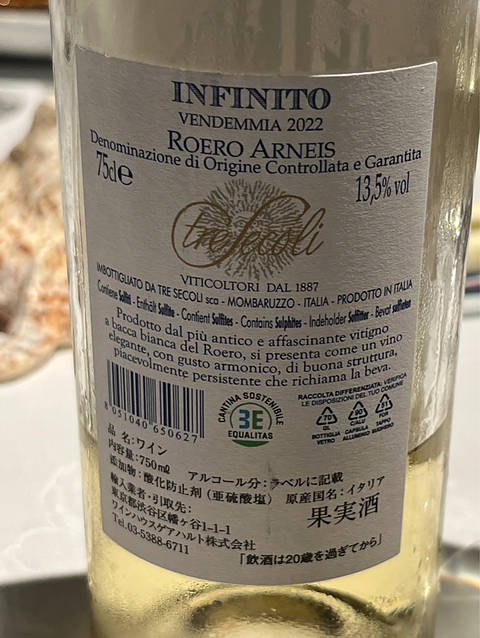 INFINITO
VENDEMMIA 2022
ROERO ARNEIS
Denominazione di Origine Controllata e Garantita
75cl e
13,5% vol
treSecoli
VITICOLTORI DAL 1887
IMBOTTIGLIATO DA TRE SECOLI sca - MOMBARUZZO - ITALIA - PRODOTTO IN ITALIA
Contiene Solfiti - Enthält Sulfite - Contient Sulfites - Contains Sulphites - Indeholder Sulfitter - Bevat sulfieten
Prodotto dal più antico e affascinante vitigno
a bacca bianca del Roero, si presenta come un vino
elegante, con gusto armonico, di buona struttura,
piacevolmente persistente che richiama la beva.
8 051040 650627
CANTINA SOSTENIBILE
3E
EQUALITAS
RACCOLTA DIFFERENZIATA: VERIFICA
LE DISPOSIZIONI DEL TUO COMUNE
70 GL BOTTIGLIA VETRO
90 C/ALU CAPSULA ALLUMINIO
51 FOR TAPPO SUGHERO
品名:ワイン
内容量:750mℓ アルコール分:ラベルに記載
添加物:酸化防止剤(亜硫酸塩) 原産国名:イタリア
輸入業者・引取先:
東京都渋谷区幡ヶ谷1-1-1
ワインハウスゲアハルト株式会社
Tel.03-5388-6711
果実酒
「飲酒は20歳を過ぎてから」